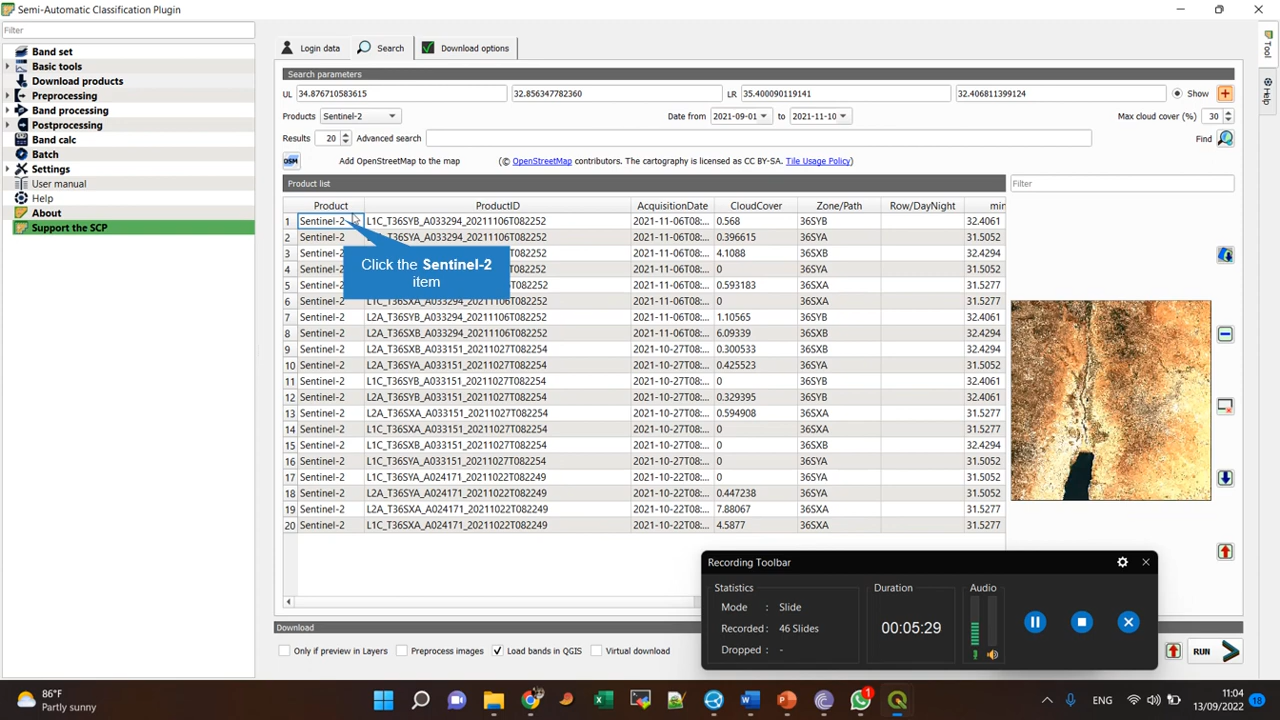 Semi-Automatic Classification Plugin
Filter
Band set
Basic tools
Download products
Preprocessing
Band processing
Postprocessing
Band calc
Batch
Settings
User manual
Help
About
Support the SCP
Login data Search Download options
Search parameters
UL 34.876710583615 32.856347782360 LR 35.400090119141 32.406811399124 Show
Products Sentinel-2 Date from 2021-09-01 to 2021-11-10 Max cloud cover (%) 30
Results 20 Advanced search Find
OSM Add OpenStreetMap to the map (© OpenStreetMap contributors. The cartography is licensed as CC BY-SA. Tile Usage Policy)
Product list Filter
Product ProductID AcquisitionDate CloudCover Zone/Path Row/DayNight min
1 Sentinel-2 L1C_T36SYB_A033294_20211106T082252 2021-11-06T08:... 0.568 36SYB 32.4061
2 Sentinel-2 L2A_T36SYA_A033294_20211106T082252 2021-11-06T08:... 0.396615 36SYA 31.5052
3 Sentinel-2 2021-11-06T08:... 4.1088 36SXB 32.4294
4 Sentinel-2 2021-11-06T08:... 0 36SYA 31.5052
5 Sentinel-2 2021-11-06T08:... 0.593183 36SXA 31.5277
6 Sentinel-2 L1C_T36SXA_A033294_20211106T082252 2021-11-06T08:... 0 36SXA 31.5277
7 Sentinel-2 L2A_T36SYB_A033294_20211106T082252 2021-11-06T08:... 1.10565 36SYB 32.4061
8 Sentinel-2 L2A_T36SXB_A033294_20211106T082252 2021-11-06T08:... 6.09339 36SXB 32.4294
9 Sentinel-2 L2A_T36SXB_A033151_20211027T082254 2021-10-27T08:... 0.300533 36SXB 32.4294
10 Sentinel-2 L2A_T36SYA_A033151_20211027T082254 2021-10-27T08:... 0.425523 36SYA 31.5052
11 Sentinel-2 L1C_T36SYB_A033151_20211027T082254 2021-10-27T08:... 0 36SYB 32.4061
12 Sentinel-2 L2A_T36SYB_A033151_20211027T082254 2021-10-27T08:... 0.329395 36SYB 32.4061
13 Sentinel-2 L2A_T36SXA_A033151_20211027T082254 2021-10-27T08:... 0.594908 36SXA 31.5277
14 Sentinel-2 L1C_T36SXA_A033151_20211027T082254 2021-10-27T08:... 0 36SXA 31.5277
15 Sentinel-2 L1C_T36SXB_A033151_20211027T082254 2021-10-27T08:... 0 36SXB 32.4294
16 Sentinel-2 L1C_T36SYA_A033151_20211027T082254 2021-10-27T08:... 0 36SYA 31.5052
17 Sentinel-2 L1C_T36SYA_A024171_20211022T082249 2021-10-22T08:... 0 36SYA 31.5052
18 Sentinel-2 L2A_T36SYA_A024171_20211022T082249 2021-10-22T08:... 0.447238 36SYA 31.5052
19 Sentinel-2 L2A_T36SXA_A024171_20211022T082249 2021-10-22T08:... 7.88067 36SXA 31.5277
20 Sentinel-2 L1C_T36SXA_A024171_20211022T082249 2021-10-22T08:... 4.5877 36SXA 31.5277
Click the Sentinel-2
item
Tool
Help
Recording Toolbar
Statistics Duration Audio
Mode : Slide
Recorded : 46 Slides
Dropped : -
00:05:29
Download
Only if preview in Layers Preprocess images Load bands in QGIS Virtual download RUN
86°F
Partly sunny
1
ENG
11:04
13/09/2022
18